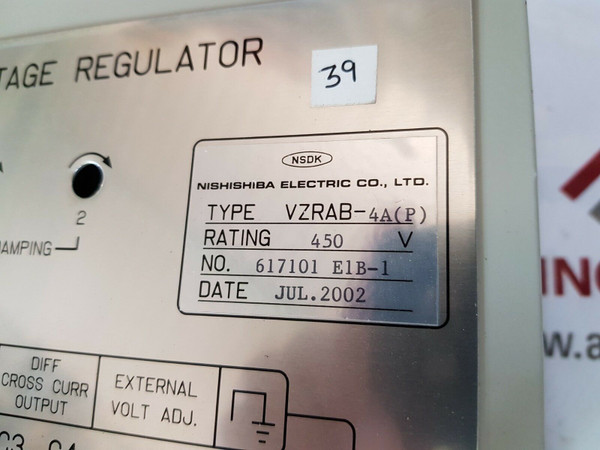 TAGE REGULATOR
39
NSDK
NISHISHIBA ELECTRIC CO., LTD.
TYPE VZRAB-4A(P)
RATING 450 V
NO. 617101 E1B-1
DATE JUL.2002
2
AMPING
DIFF
CROSS CURR
OUTPUT
EXTERNAL
VOLT ADJ.